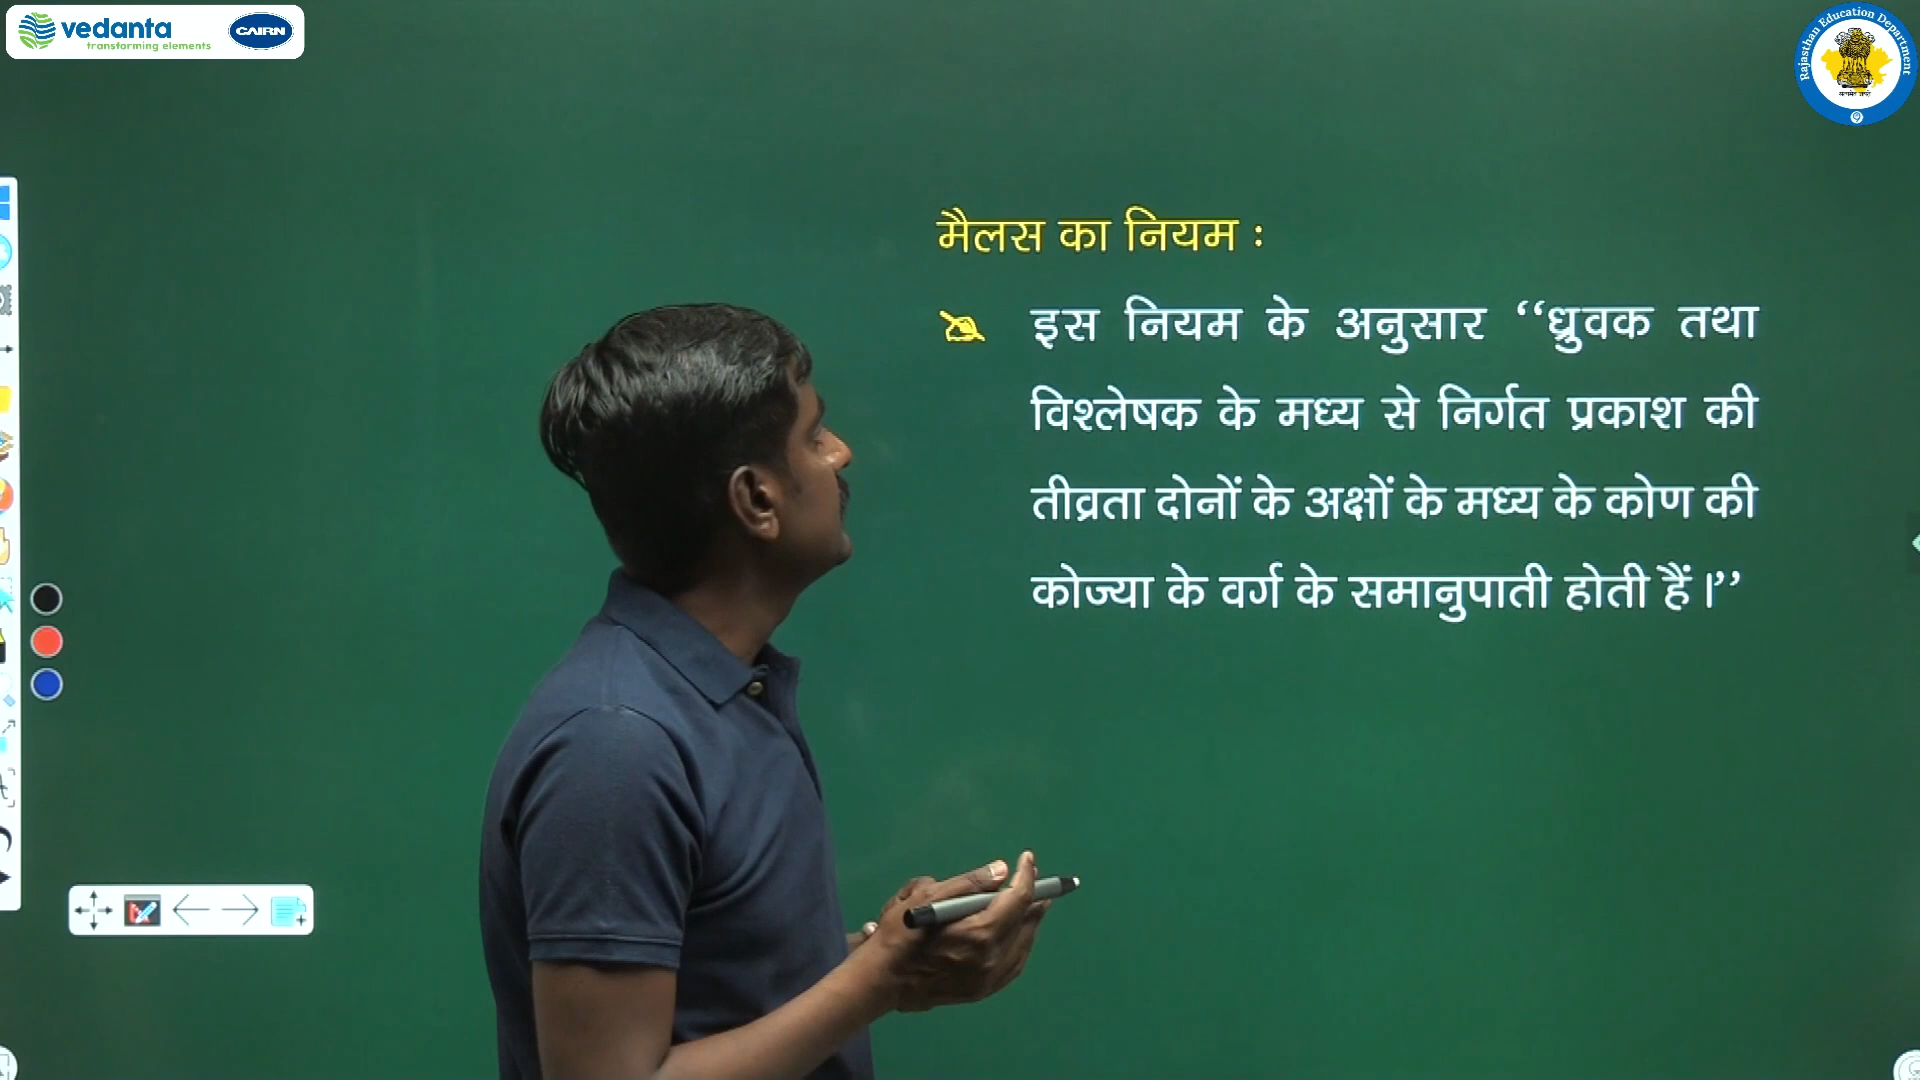 vedanta
transforming elements
CAIRN
Rajasthan Education Department
मैलस का नियम :
इस नियम के अनुसार “ध्रुवक तथा
विश्लेषक के मध्य से निर्गत प्रकाश की
तीव्रता दोनों के अक्षों के मध्य के कोण की
कोज्या के वर्ग के समानुपाती होती हैं।”